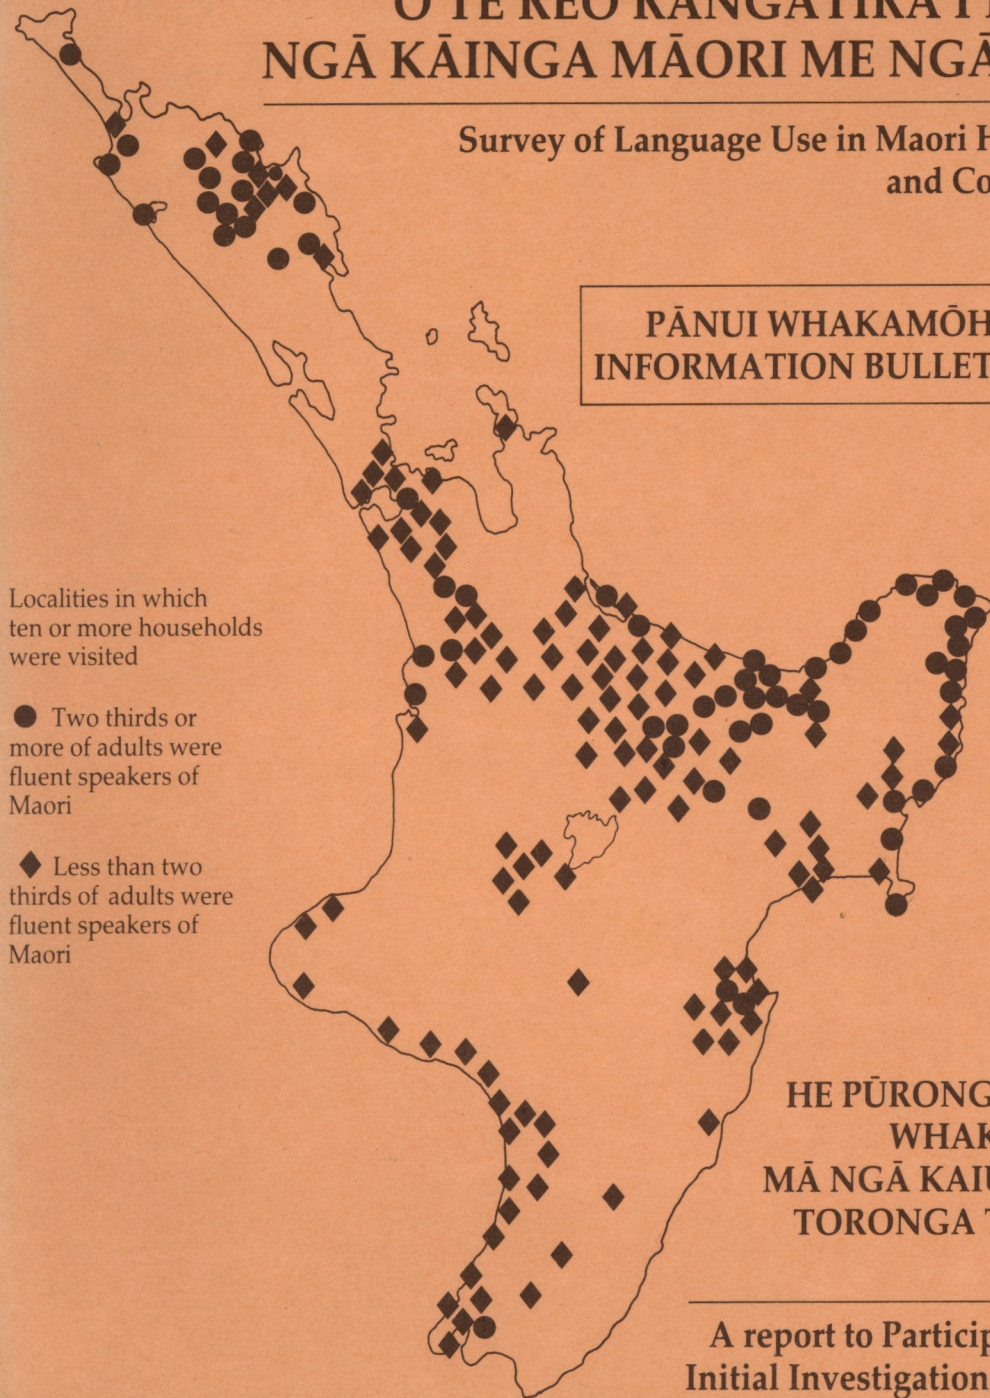 O TE REO RANGATIRA I
NGĀ KĀINGA MĀORI ME NGĀ
Survey of Language Use in Maori H
and Co
PĀNUI WHAKAMŌH
INFORMATION BULLET
Localities in which
ten or more households
were visited
Two thirds or
more of adults were
fluent speakers of
Maori
Less than two
thirds of adults were
fluent speakers of
Maori
HE PŪRONG
WHAK
MĀ NGĀ KAIU
TORONGA T
A report to Particip
Initial Investigation